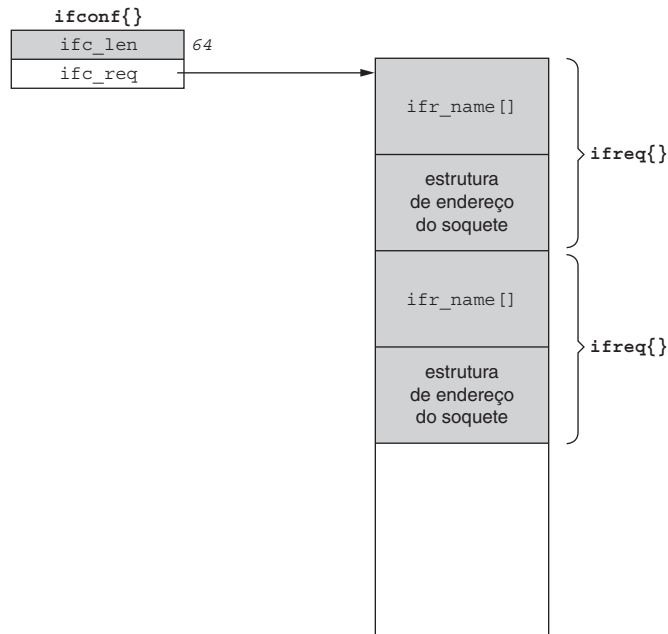 ifconf{}
ifc_len
64
ifc_req
ifr_name[]
estrutura
de endereço
do soquete
ifreq{}
ifr_name[]
estrutura
de endereço
do soquete
ifreq{}